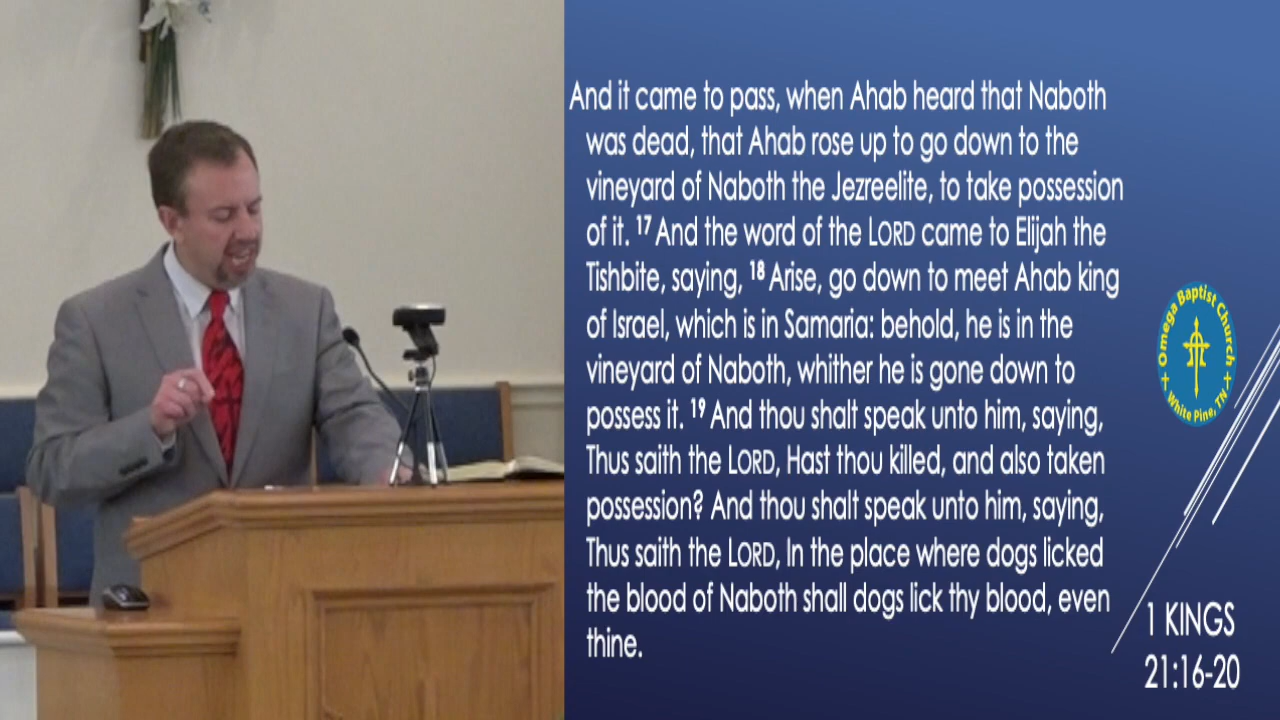 And it came to pass, when Ahab heard that Naboth
was dead, that Ahab rose up to go down to the
vineyard of Naboth the Jezreelite, to take possession
of it. 17 And the word of the LORD came to Elijah the
Tishbite, saying, 18 Arise, go down to meet Ahab king
of Israel, which is in Samaria: behold, he is in the
vineyard of Naboth, whither he is gone down to
possess it. 19 And thou shalt speak unto him, saying,
Thus saith the LORD, Hast thou killed, and also taken
possession? And thou shalt speak unto him, saying,
Thus saith the LORD, In the place where dogs licked
the blood of Naboth shall dogs lick thy blood, even
thine.
Omega Baptist Church
White Pine, TN
1 KINGS
21:16-20